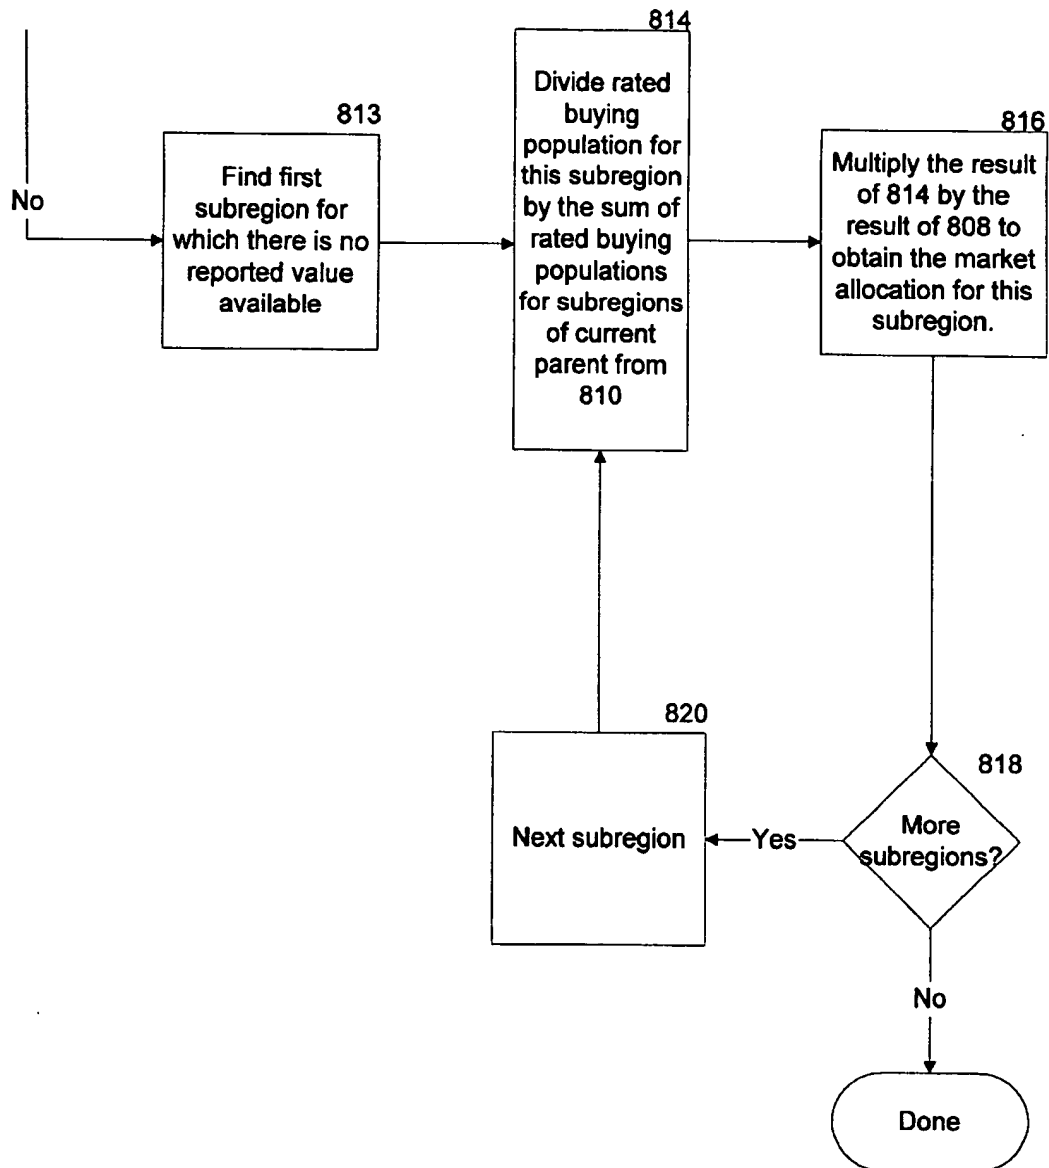 No
813
Find first
subregion for
which there is no
reported value
available
814
Divide rated
buying
population for
this subregion
by the sum of
rated buying
populations
for subregions
of current
parent from
810
816
Multiply the result
of 814 by the
result of 808 to
obtain the market
allocation for this
subregion.
818
More
subregions?
Yes
820
Next subregion
No
Done